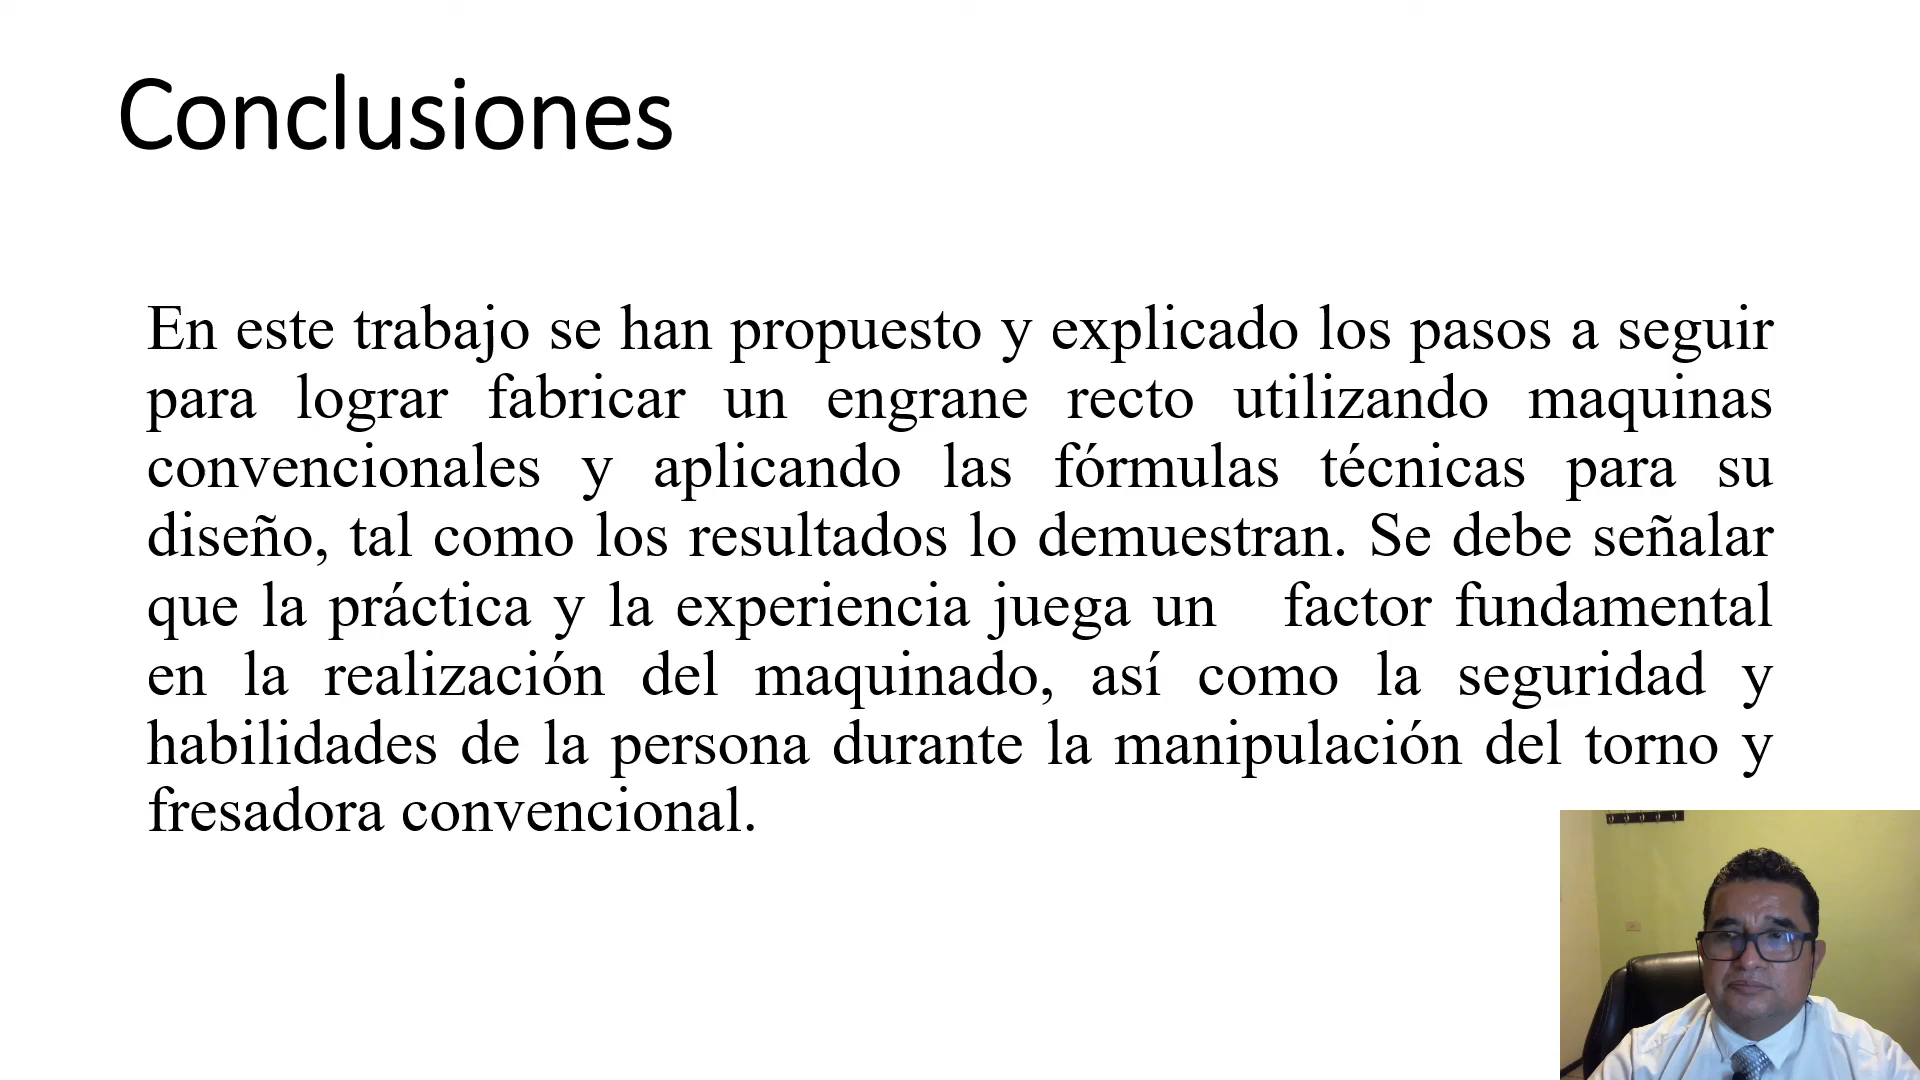 Conclusiones
En este trabajo se han propuesto y explicado los pasos a seguir
para lograr fabricar un engrane recto utilizando maquinas
convencionales y aplicando las fórmulas técnicas para su
diseño, tal como los resultados lo demuestran. Se debe señalar
que la práctica y la experiencia juega un factor fundamental
en la realización del maquinado, así como la seguridad y
habilidades de la persona durante la manipulación del torno y
fresadora convencional.